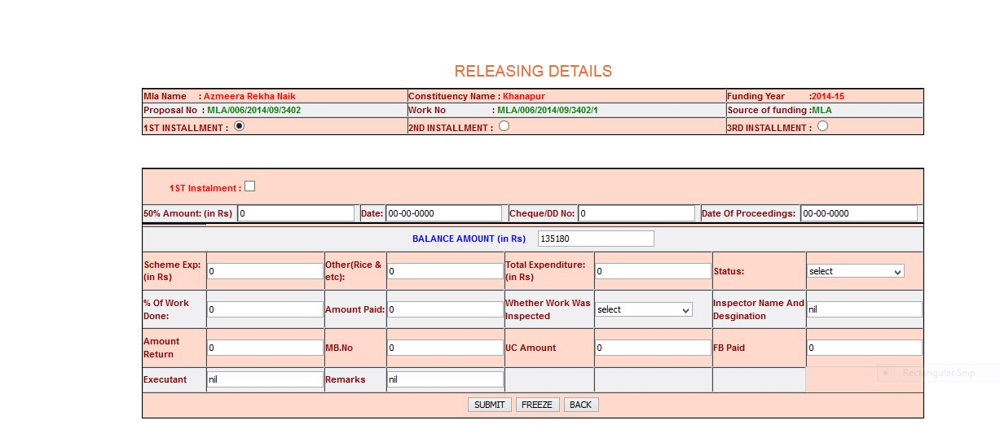 RELEASING DETAILS
Mla Name : Azmeera Rekha Naik Constituency Name : Khanapur Funding Year :2014-15
Proposal No : MLA/006/2014/09/3402 Work No : MLA/006/2014/09/3402/1 Source of funding :MLA
1ST INSTALLMENT : 2ND INSTALLMENT : 3RD INSTALLMENT :
1ST Instalment :
50% Amount: (in Rs) 0 Date: 00-00-0000 Cheque/DD No: 0 Date Of Proceedings: 00-00-0000
BALANCE AMOUNT (in Rs) 135180
Scheme Exp: (in Rs) 0 Other(Rice & etc): 0 Total Expenditure: (in Rs) 0 Status: select
% Of Work Done: 0 Amount Paid: 0 Whether Work Was Inspected select Inspector Name And Desgination nil
Amount Return 0 MB.No 0 UC Amount 0 FB Paid 0
Executant nil Remarks nil
Rectangular Snip
SUBMIT FREEZE BACK